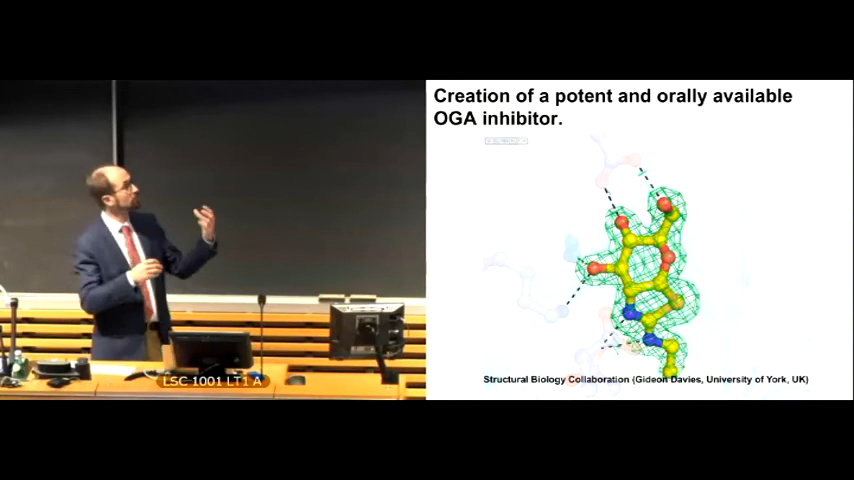 Creation of a potent and orally available
OGA inhibitor.
Structural Biology Collaboration (Gideon Davies, University of York, UK)
LSC 1001 LT1 A